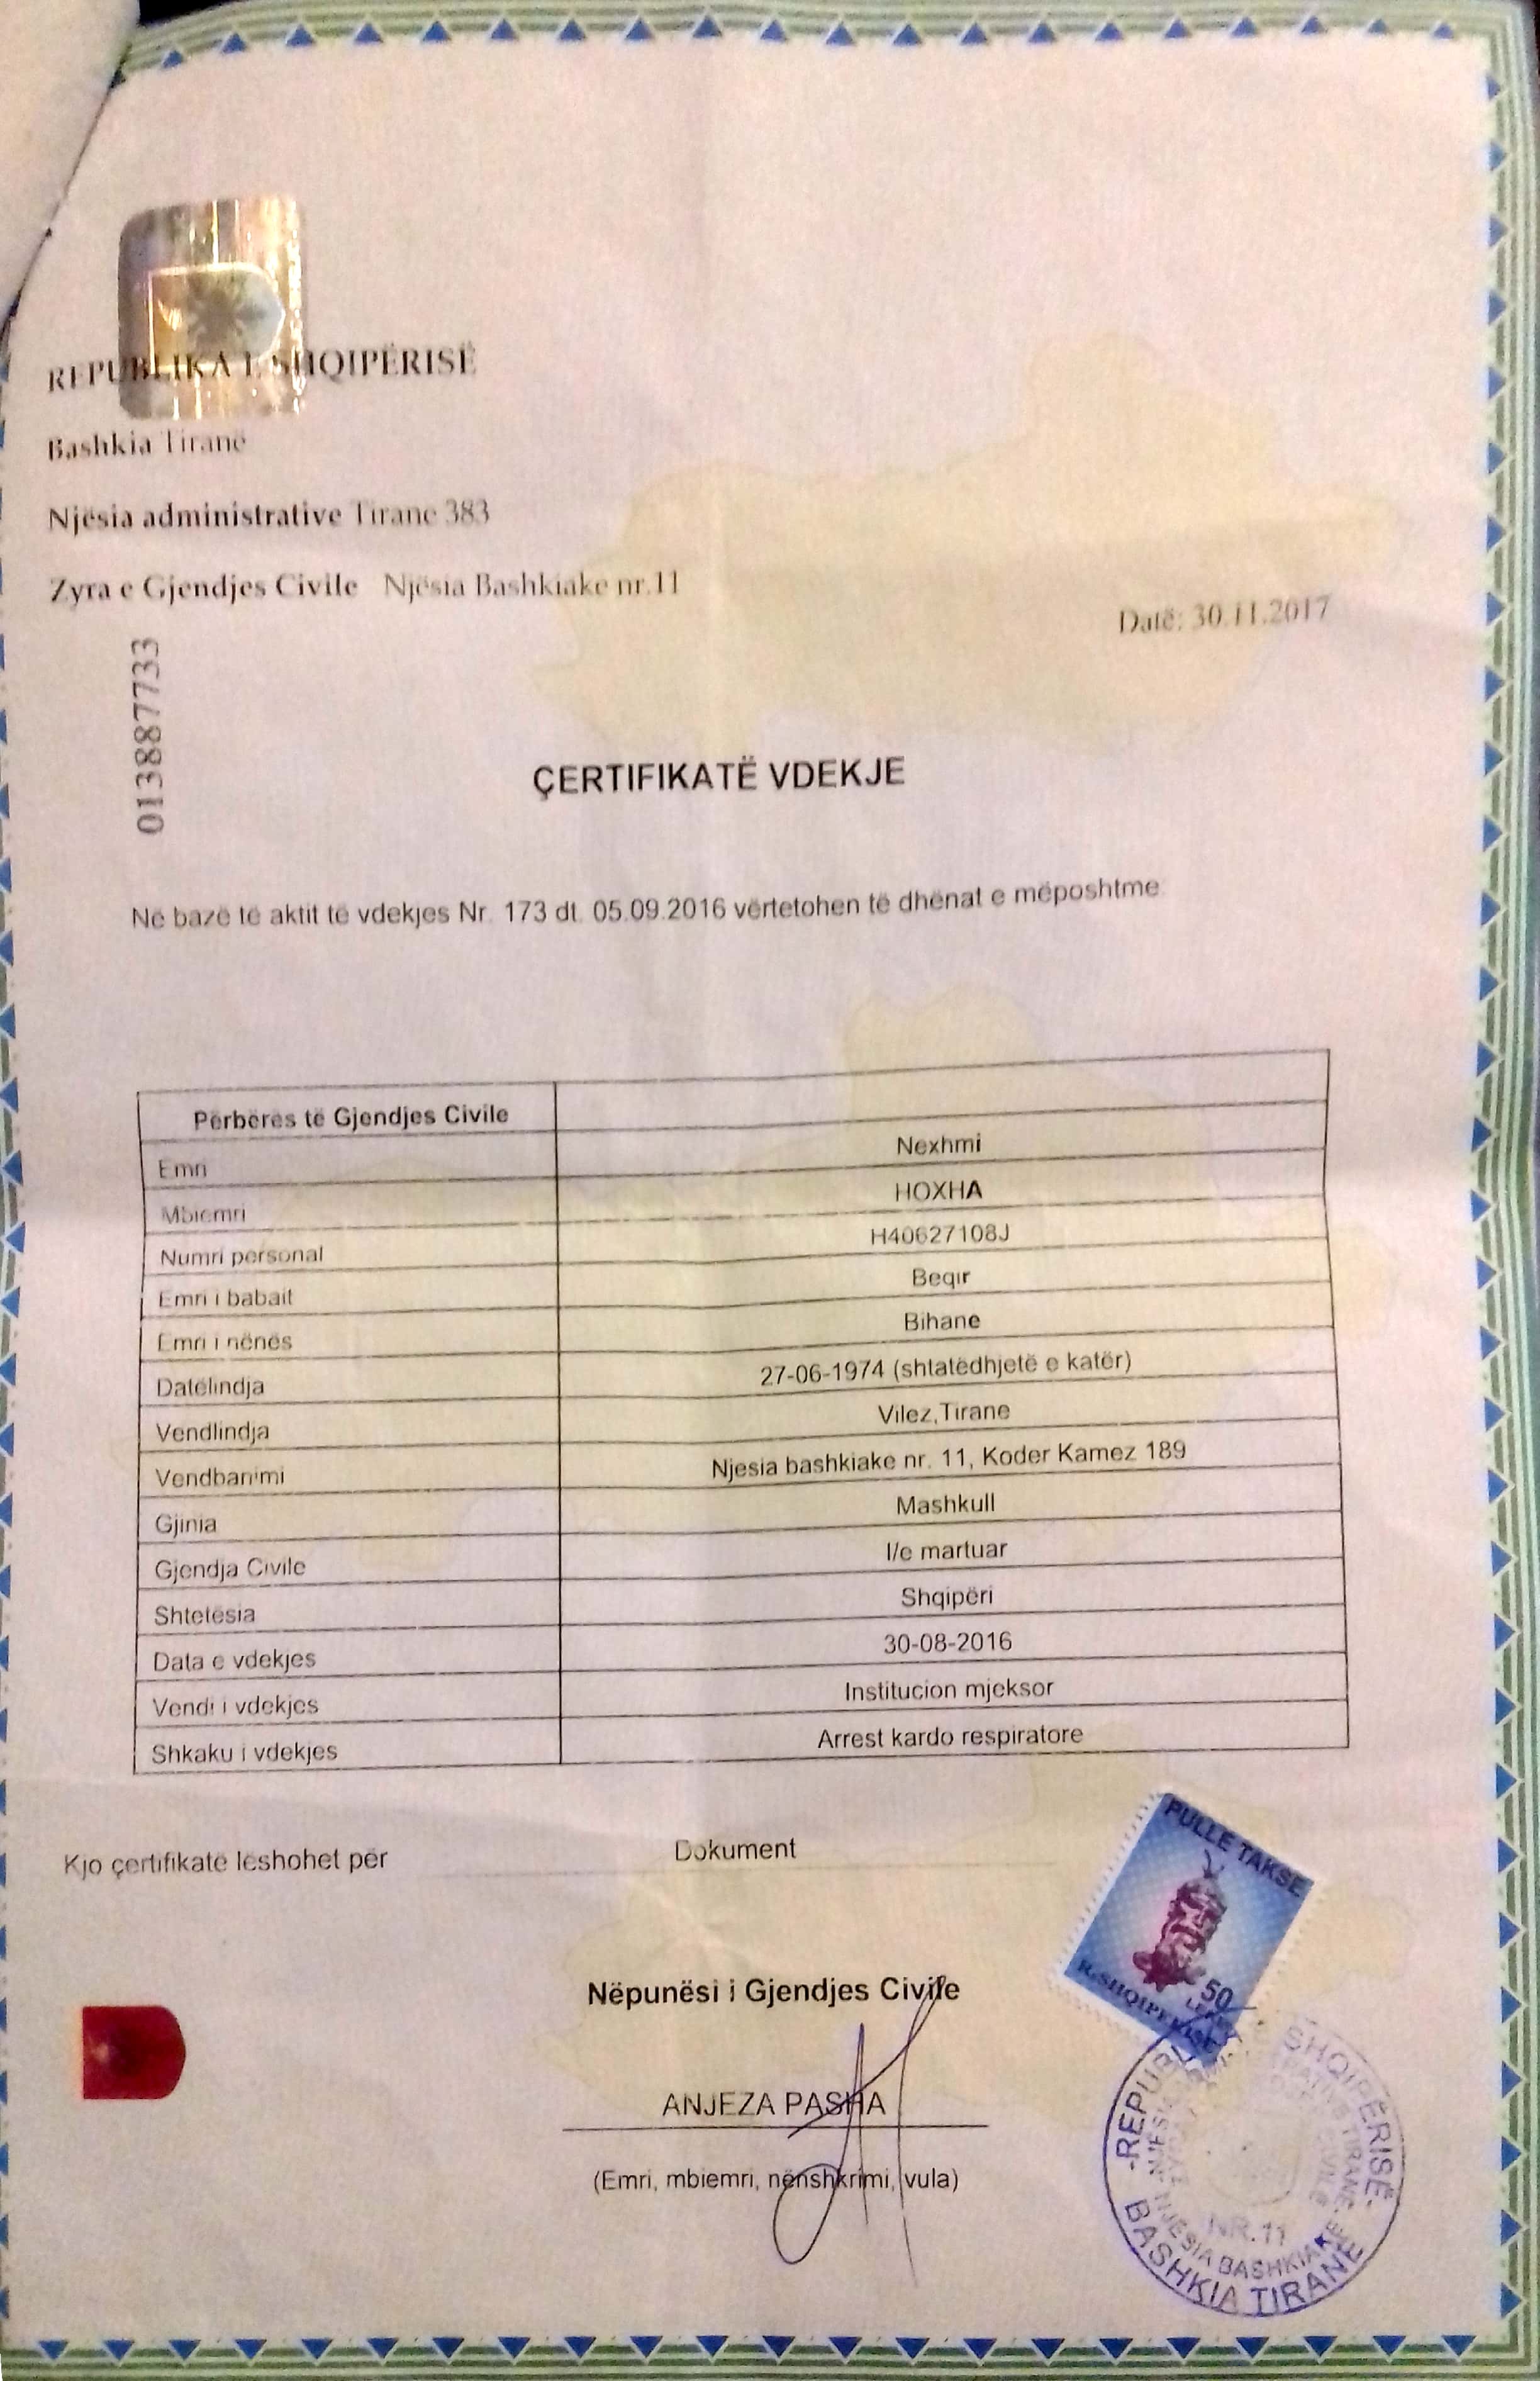 REPUBLIKA E SHQIPËRISË
Bashkia Tiranë
Njësia administrative Tirane 383
Zyra e Gjendjes Civile Njësia Bashkiake nr.11
Datë: 30.11.2017
013887733
ÇERTIFIKATË VDEKJE
Në bazë të aktit të vdekjes Nr. 173 dt. 05.09.2016 vërtetohen të dhënat e mëposhtme:
Përbërës të Gjendjes Civile
Emri Nexhmi
Mbiemri HOXHA
Numri personal H40627108J
Emri i babait Beqir
Emri i nënës Bihane
Datëlindja 27-06-1974 (shtatëdhjetë e katër)
Vendlindja Vilez,Tirane
Vendbanimi Njesia bashkiake nr. 11, Koder Kamez 189
Gjinia Mashkull
Gjendja Civile I/e martuar
Shtetësia Shqipëri
Data e vdekjes 30-08-2016
Vendi i vdekjes Institucion mjeksor
Shkaku i vdekjes Arrest kardo respiratore
Kjo çertifikatë lëshohet për Dokument
PULLË TAKSE
50
LEKË
R.SHQIPËRISË
Nëpunësi i Gjendjes Civile
ANJEZA PASHA
(Emri, mbiemri, nënshkrimi, vula)
-REPUBLIKA E SHQIPËRISË-
BASHKIA TIRANË
NJËSIA BASHKIAKE
NR.11